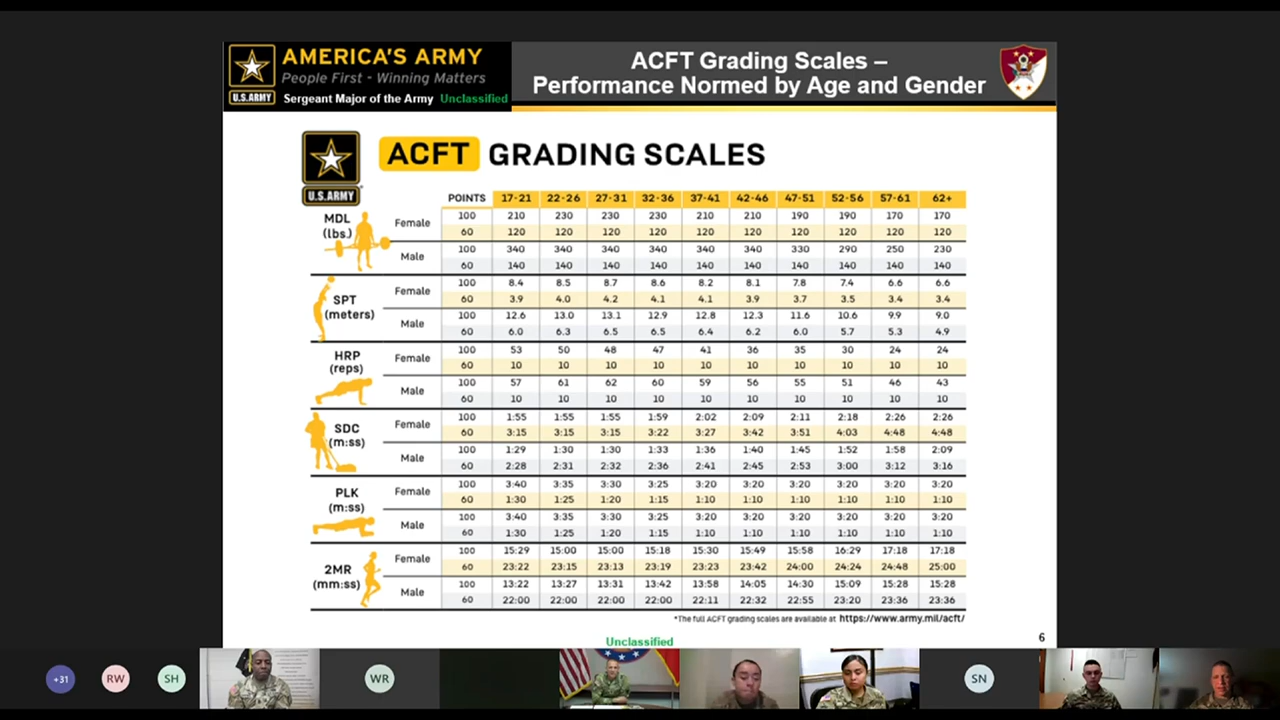 AMERICA'S ARMY
People First - Winning Matters
U.S.ARMY
Sergeant Major of the Army Unclassified
ACFT Grading Scales –
Performance Normed by Age and Gender
U.S.ARMY
ACFT GRADING SCALES
POINTS 17-21 22-26 27-31 32-36 37-41 42-46 47-51 52-56 57-61 62+
MDL (lbs.)
Female 100 210 230 230 230 210 210 190 190 170 170
60 120 120 120 120 120 120 120 120 120 120
Male 100 340 340 340 340 340 340 330 290 250 230
60 140 140 140 140 140 140 140 140 140 140
SPT (meters)
Female 100 8.4 8.5 8.7 8.6 8.2 8.1 7.8 7.4 6.6 6.6
60 3.9 4.0 4.2 4.1 4.1 3.9 3.7 3.5 3.4 3.4
Male 100 12.6 13.0 13.1 12.9 12.8 12.3 11.6 10.6 9.9 9.0
60 6.0 6.3 6.5 6.5 6.4 6.2 6.0 5.7 5.3 4.9
HRP (reps)
Female 100 53 50 48 47 41 36 35 30 24 24
60 10 10 10 10 10 10 10 10 10 10
Male 100 57 61 62 60 59 56 55 51 46 43
60 10 10 10 10 10 10 10 10 10 10
SDC (m:ss)
Female 100 1:55 1:55 1:55 1:59 2:02 2:09 2:11 2:18 2:26 2:26
60 3:15 3:15 3:15 3:22 3:27 3:42 3:51 4:03 4:48 4:48
Male 100 1:29 1:30 1:30 1:33 1:36 1:40 1:45 1:52 1:58 2:09
60 2:28 2:31 2:32 2:36 2:41 2:45 2:53 3:00 3:12 3:16
PLK (m:ss)
Female 100 3:40 3:35 3:30 3:25 3:20 3:20 3:20 3:20 3:20 3:20
60 1:30 1:25 1:20 1:15 1:10 1:10 1:10 1:10 1:10 1:10
Male 100 3:40 3:35 3:30 3:25 3:20 3:20 3:20 3:20 3:20 3:20
60 1:30 1:25 1:20 1:15 1:10 1:10 1:10 1:10 1:10 1:10
2MR (mm:ss)
Female 100 15:29 15:00 15:00 15:18 15:30 15:49 15:58 16:29 17:18 17:18
60 23:22 23:15 23:13 23:19 23:23 23:42 24:00 24:24 24:48 25:00
Male 100 13:22 13:27 13:31 13:42 13:58 14:05 14:30 15:09 15:28 15:28
60 22:00 22:00 22:00 22:00 22:11 22:32 22:55 23:20 23:36 23:36
*The full ACFT grading scales are available at https://www.army.mil/acft/
Unclassified
6
+31 RW SH WR SN